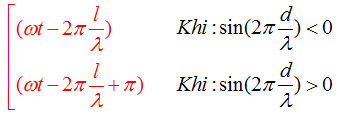 (ωt − 2π l/λ) Khi : sin(2π d/λ) < 0
(ωt − 2π l/λ + π) Khi : sin(2π d/λ) > 0